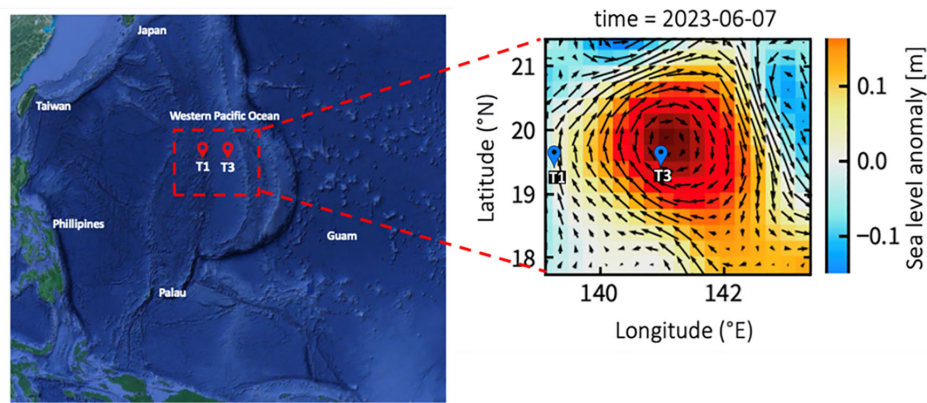 Japan
Taiwan
Western Pacific Ocean
T1 T3
Phillipines
Guam
Palau
time = 2023-06-07
21
20
19
18
Latitude (°N)
T1
T3
140 142
Longitude (°E)
0.1
0.0
−0.1
Sea level anomaly [m]